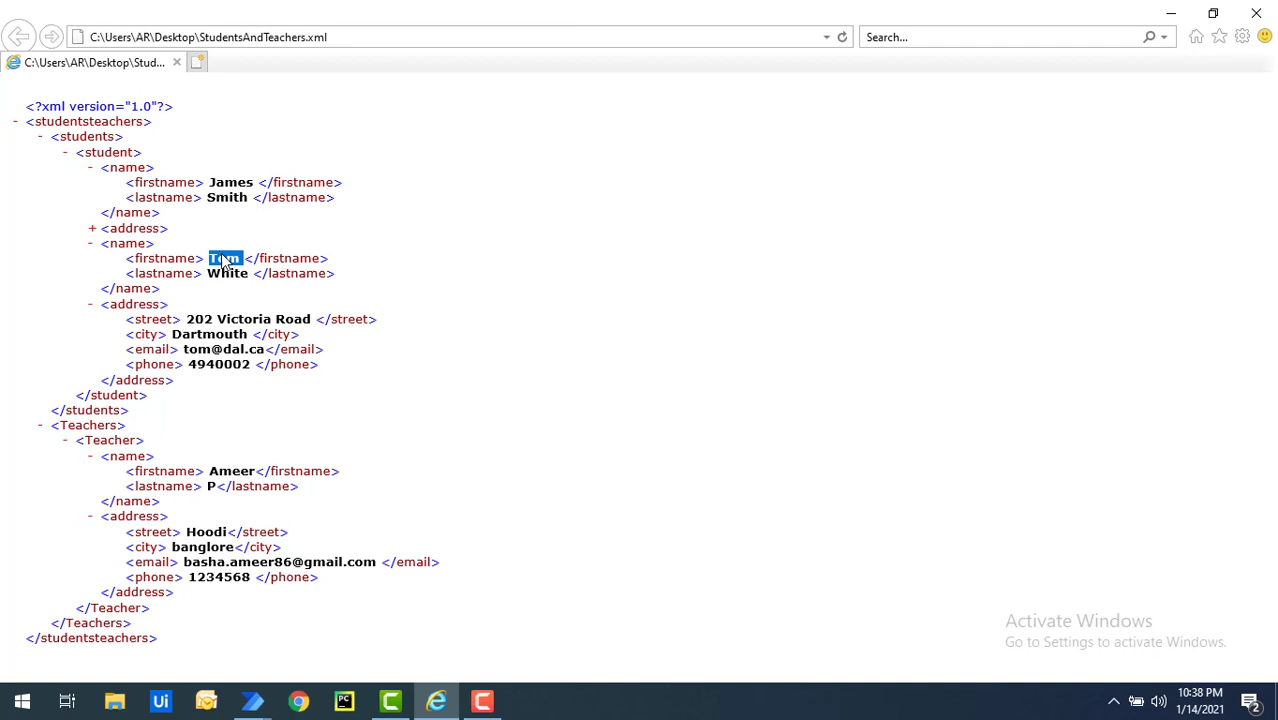 C:\Users\AR\Desktop\StudentsAndTeachers.xml
Search...
C:\Users\AR\Desktop\Stud...
<?xml version="1.0"?>
- <studentsteachers>
- <students>
- <student>
- <name>
<firstname> James </firstname>
<lastname> Smith </lastname>
</name>
+ <address>
- <name>
<firstname> Tom </firstname>
<lastname> White </lastname>
</name>
- <address>
<street> 202 Victoria Road </street>
<city> Dartmouth </city>
<email> tom@dal.ca</email>
<phone> 4940002 </phone>
</address>
</student>
</students>
- <Teachers>
- <Teacher>
- <name>
<firstname> Ameer</firstname>
<lastname> P</lastname>
</name>
- <address>
<street> Hoodi</street>
<city> banglore</city>
<email> basha.ameer86@gmail.com </email>
<phone> 1234568 </phone>
</address>
</Teacher>
</Teachers>
</studentsteachers>
Activate Windows
Go to Settings to activate Windows.
Ui
PC
10:38 PM
1/14/2021
2